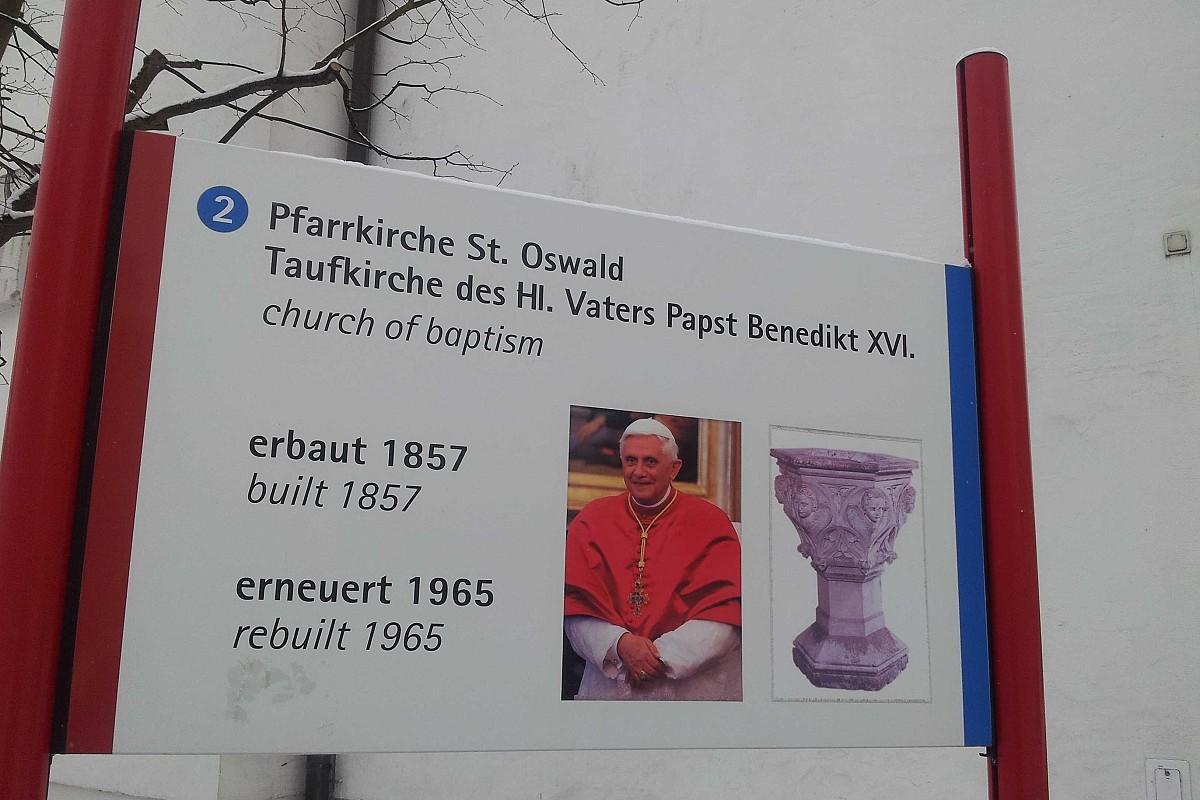 2 Pfarrkirche St. Oswald
Taufkirche des Hl. Vaters Papst Benedikt XVI.
church of baptism
erbaut 1857
built 1857
erneuert 1965
rebuilt 1965